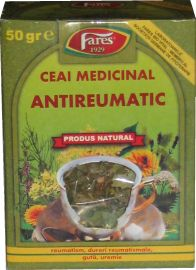 50 gr e
Fares
1929
CEAI MEDICINAL
ANTIREUMATIC
PRODUS NATURAL
reumatism, dureri reumatismale,
gută, uremie